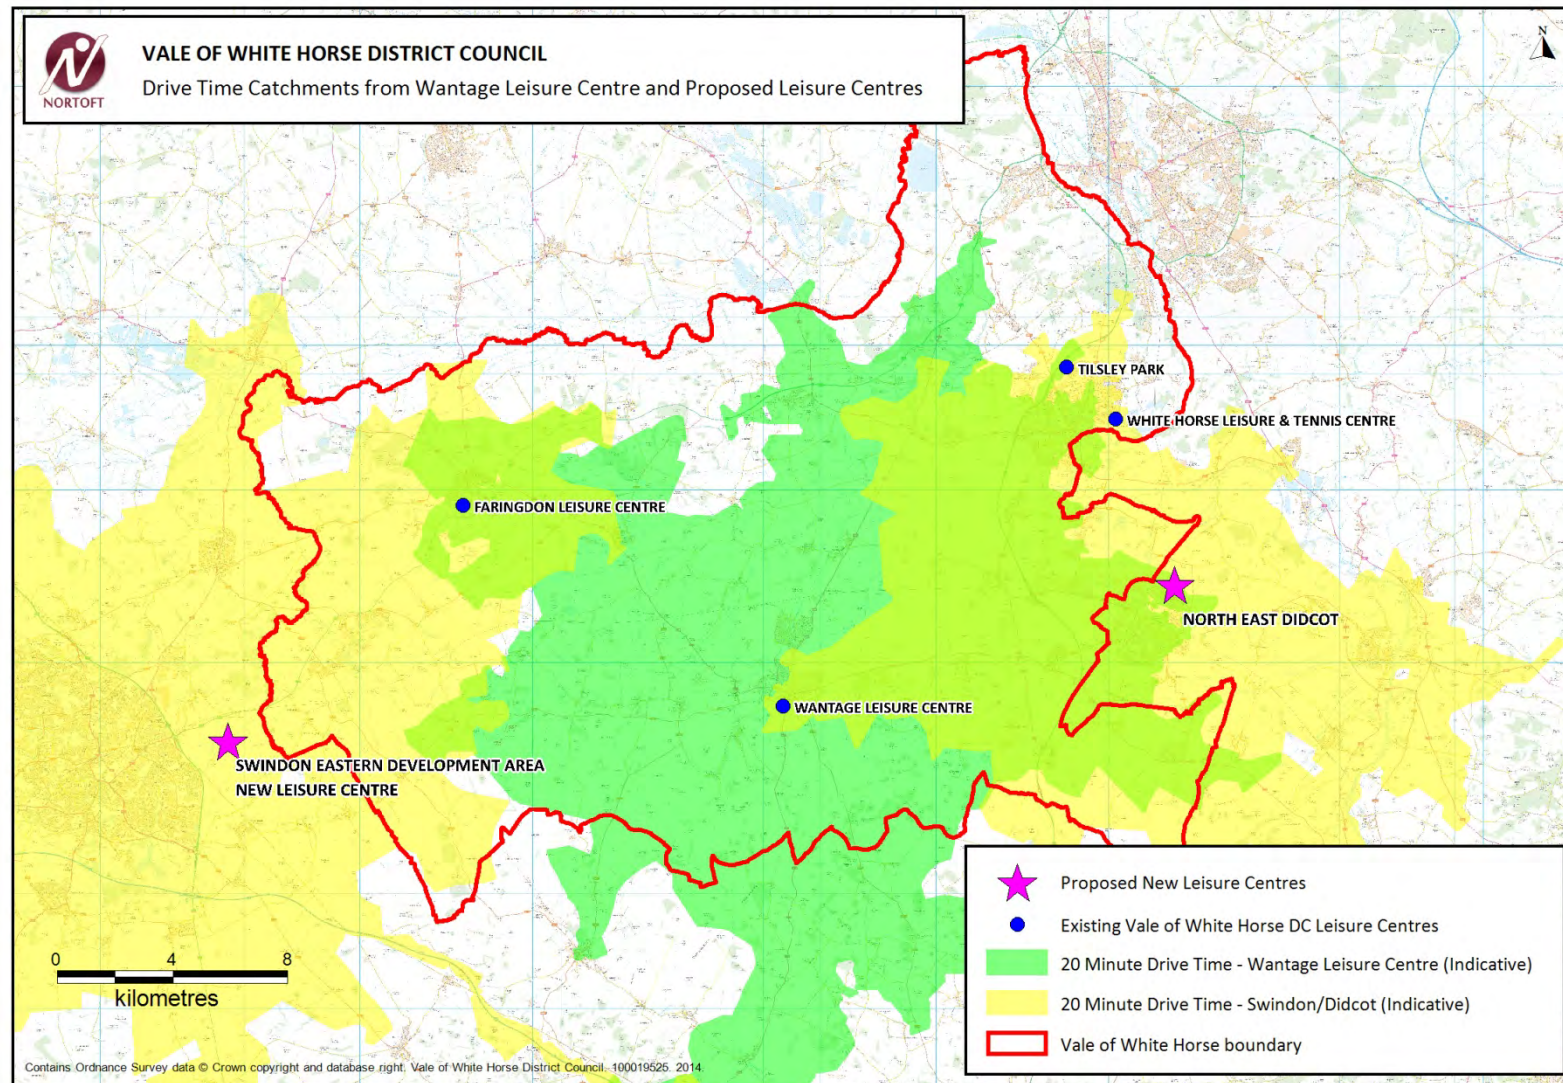 VALE OF WHITE HORSE DISTRICT COUNCIL
Drive Time Catchments from Wantage Leisure Centre and Proposed Leisure Centres
NORTOFT
N
TILSLEY PARK
WHITE HORSE LEISURE & TENNIS CENTRE
FARINGDON LEISURE CENTRE
NORTH EAST DIDCOT
WANTAGE LEISURE CENTRE
SWINDON EASTERN DEVELOPMENT AREA
NEW LEISURE CENTRE
Proposed New Leisure Centres
Existing Vale of White Horse DC Leisure Centres
20 Minute Drive Time - Wantage Leisure Centre (Indicative)
20 Minute Drive Time - Swindon/Didcot (Indicative)
Vale of White Horse boundary
0 4 8
kilometres
Contains Ordnance Survey data © Crown copyright and database right. Vale of White Horse District Council. 100019525. 2014.